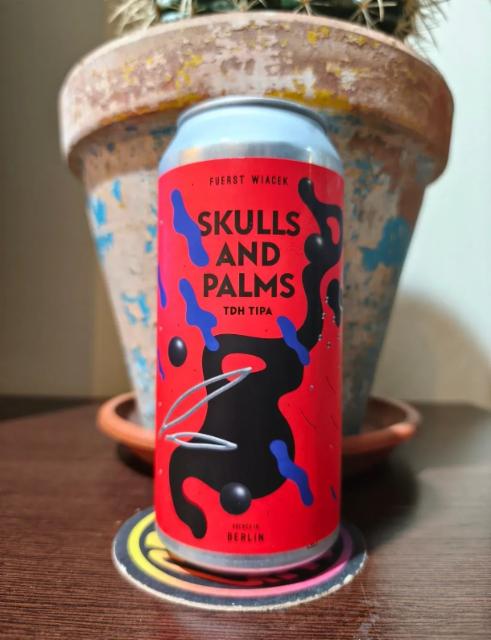 FUERST WIACEK
SKULLS
AND
PALMS
TDH TIPA
BREWED IN
BERLIN